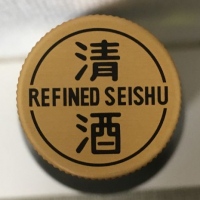 清
REFINED SEISHU
酒